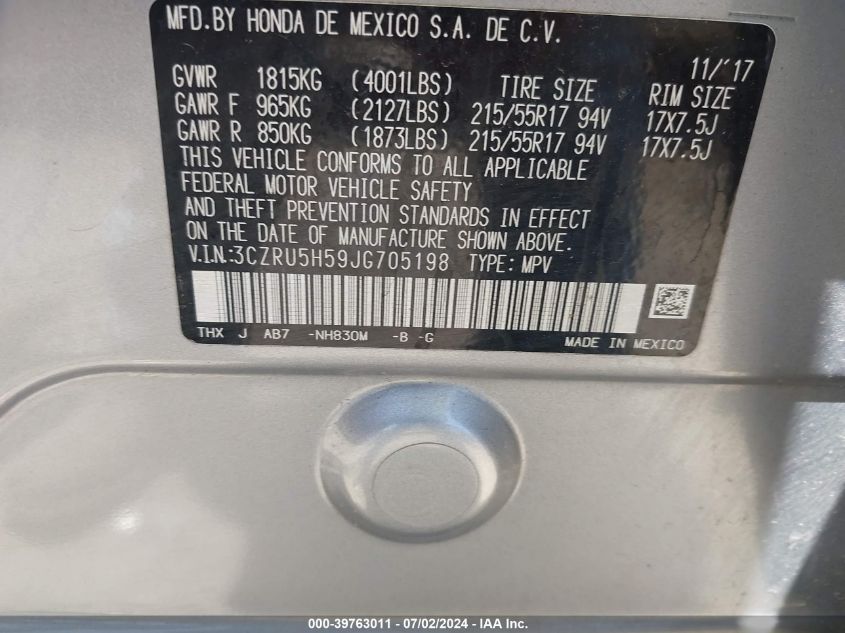 MFD.BY HONDA DE MEXICO S.A. DE C.V.
11/'17
GVWR 1815KG (4001LBS) TIRE SIZE RIM SIZE
GAWR F 965KG (2127LBS) 215/55R17 94V 17X7.5J
GAWR R 850KG (1873LBS) 215/55R17 94V 17X7.5J
THIS VEHICLE CONFORMS TO ALL APPLICABLE
FEDERAL MOTOR VEHICLE SAFETY
AND THEFT PREVENTION STANDARDS IN EFFECT
ON THE DATE OF MANUFACTURE SHOWN ABOVE.
V.I.N.:3CZRU5H59JG705198 TYPE: MPV
THX J AB7 -NH830M -B -G MADE IN MEXICO
000-39763011 - 07/02/2024 - IAA Inc.